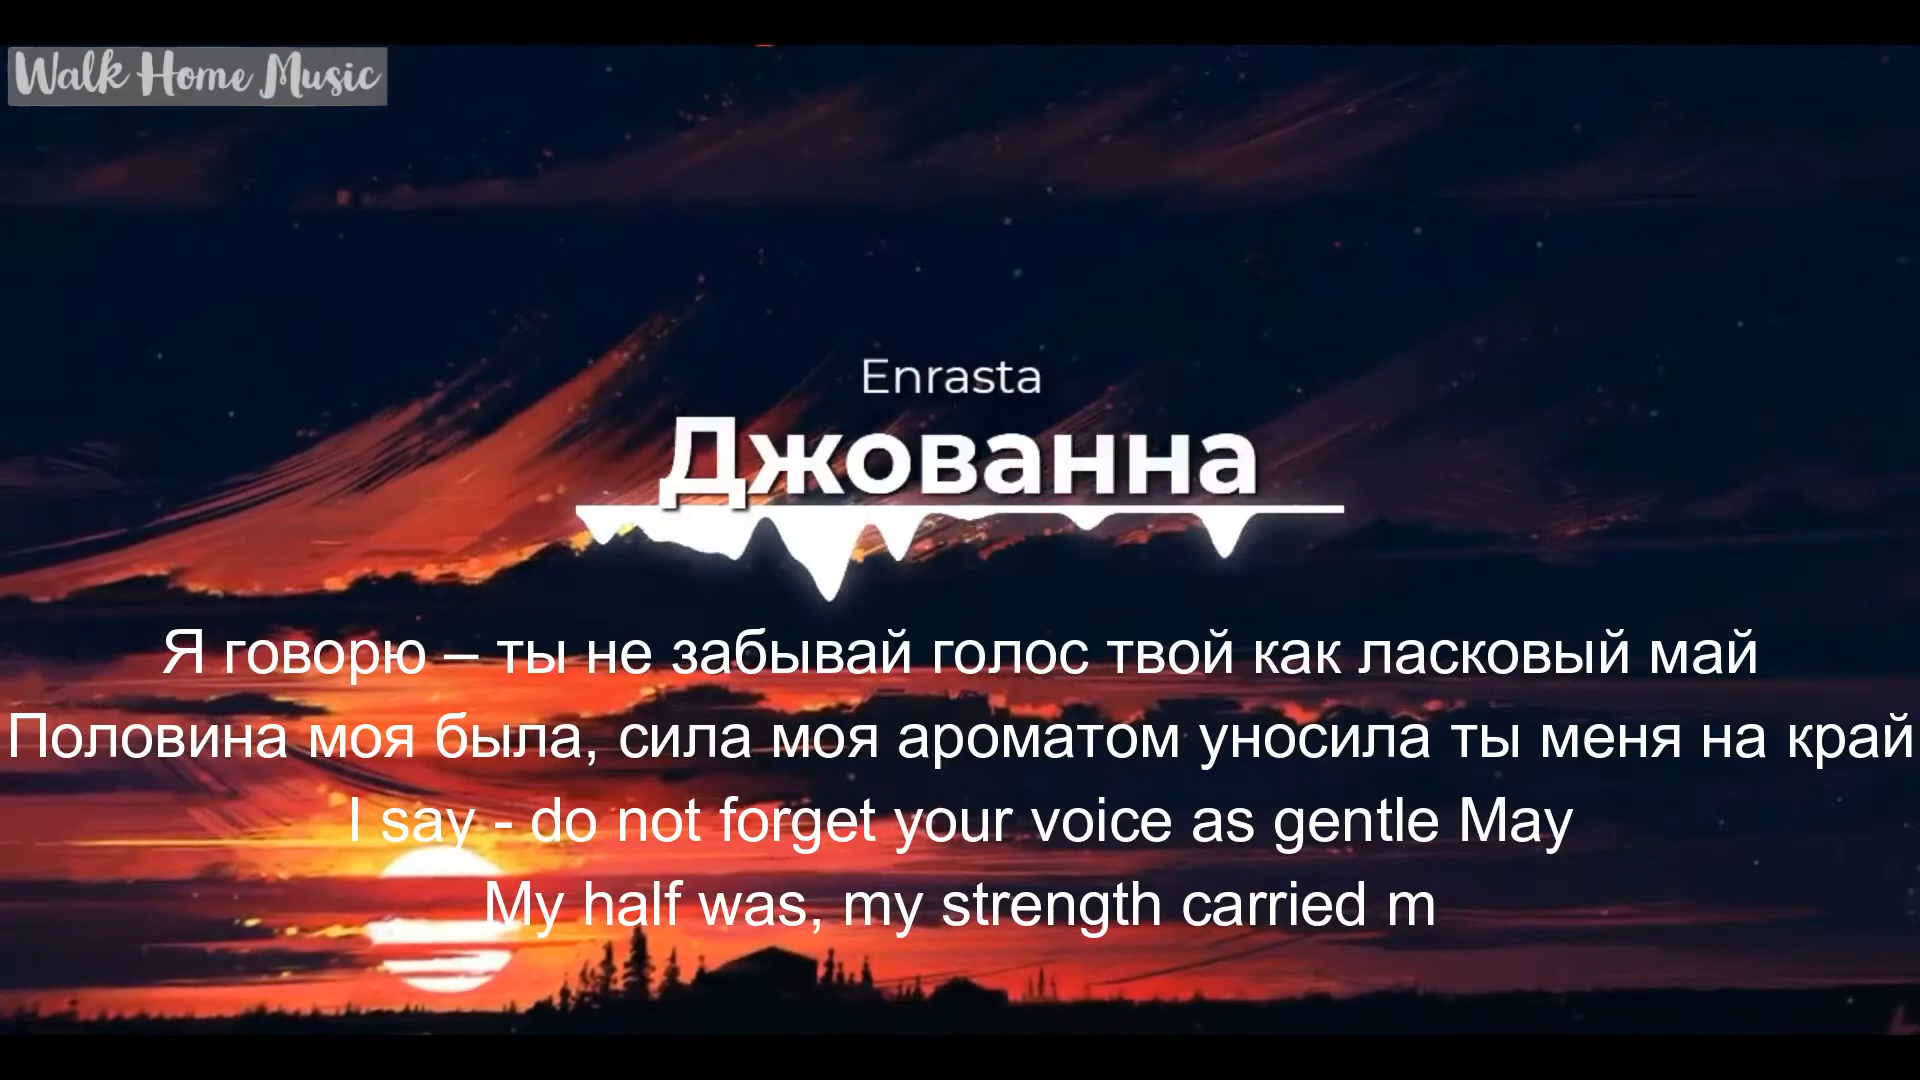 Walk Home Music
Enrasta
Джованна
Я говорю – ты не забывай голос твой как ласковый май
Половина моя была, сила моя ароматом уносила ты меня на край
I say - do not forget your voice as gentle May
My half was, my strength carried m